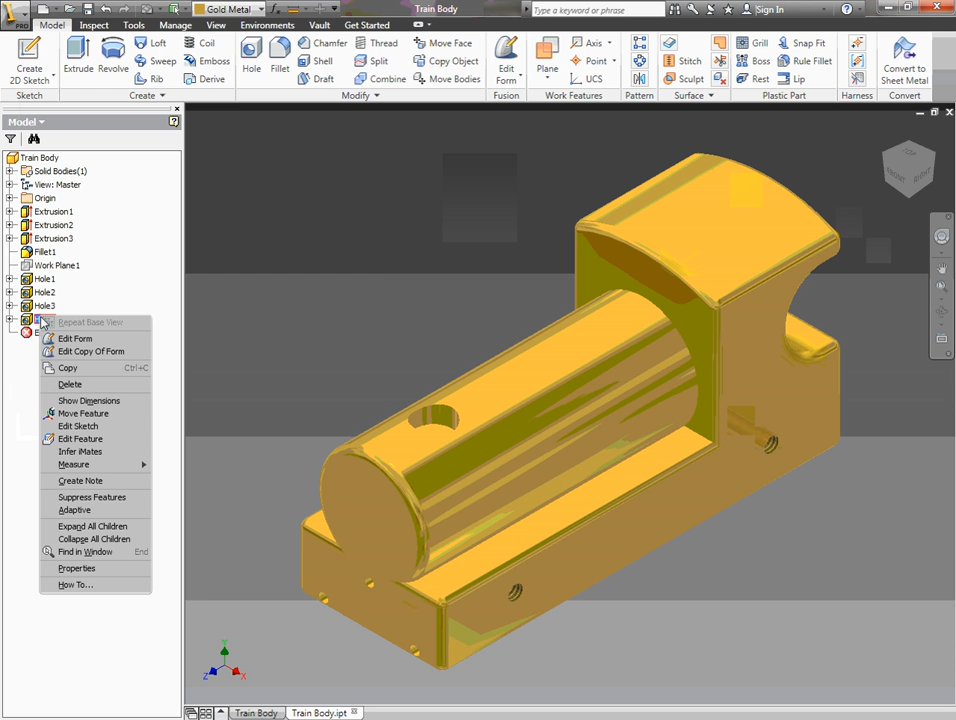 PRO
Gold Metal
Train Body
Type a keyword or phrase
Sign In
Model
Inspect
Tools
Manage
View
Environments
Vault
Get Started
Create
2D Sketch
Extrude
Revolve
Loft
Sweep
Rib
Coil
Emboss
Derive
Hole
Fillet
Chamfer
Shell
Draft
Thread
Split
Combine
Move Face
Copy Object
Move Bodies
Edit
Form
Plane
Axis
Point
UCS
Stitch
Sculpt
Grill
Boss
Rest
Snap Fit
Rule Fillet
Lip
Convert to
Sheet Metal
Sketch
Create
Modify
Fusion
Work Features
Pattern
Surface
Plastic Part
Harness
Convert
Model
Train Body
Solid Bodies(1)
View: Master
Origin
Extrusion1
Extrusion2
Extrusion3
Fillet1
Work Plane1
Hole1
Hole2
Hole3
Repeat Base View
Edit Form
Edit Copy Of Form
Copy Ctrl+C
Delete
Show Dimensions
Move Feature
Edit Sketch
Edit Feature
Infer iMates
Measure
Create Note
Suppress Features
Adaptive
Expand All Children
Collapse All Children
Find in Window End
Properties
How To...
FRONT
RIGHT
Y
Z
X
Train Body
Train Body.ipt